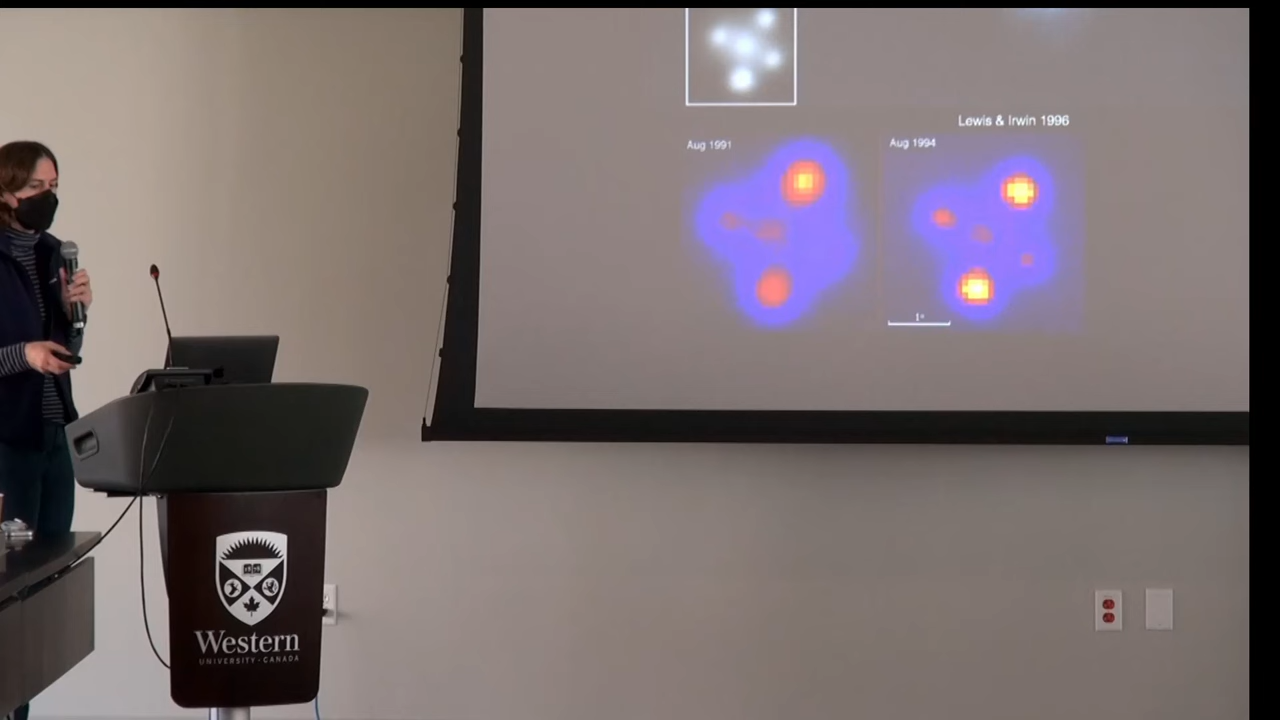 Lewis & Irwin 1996
Aug 1991
Aug 1994
1"
Western
UNIVERSITY · CANADA